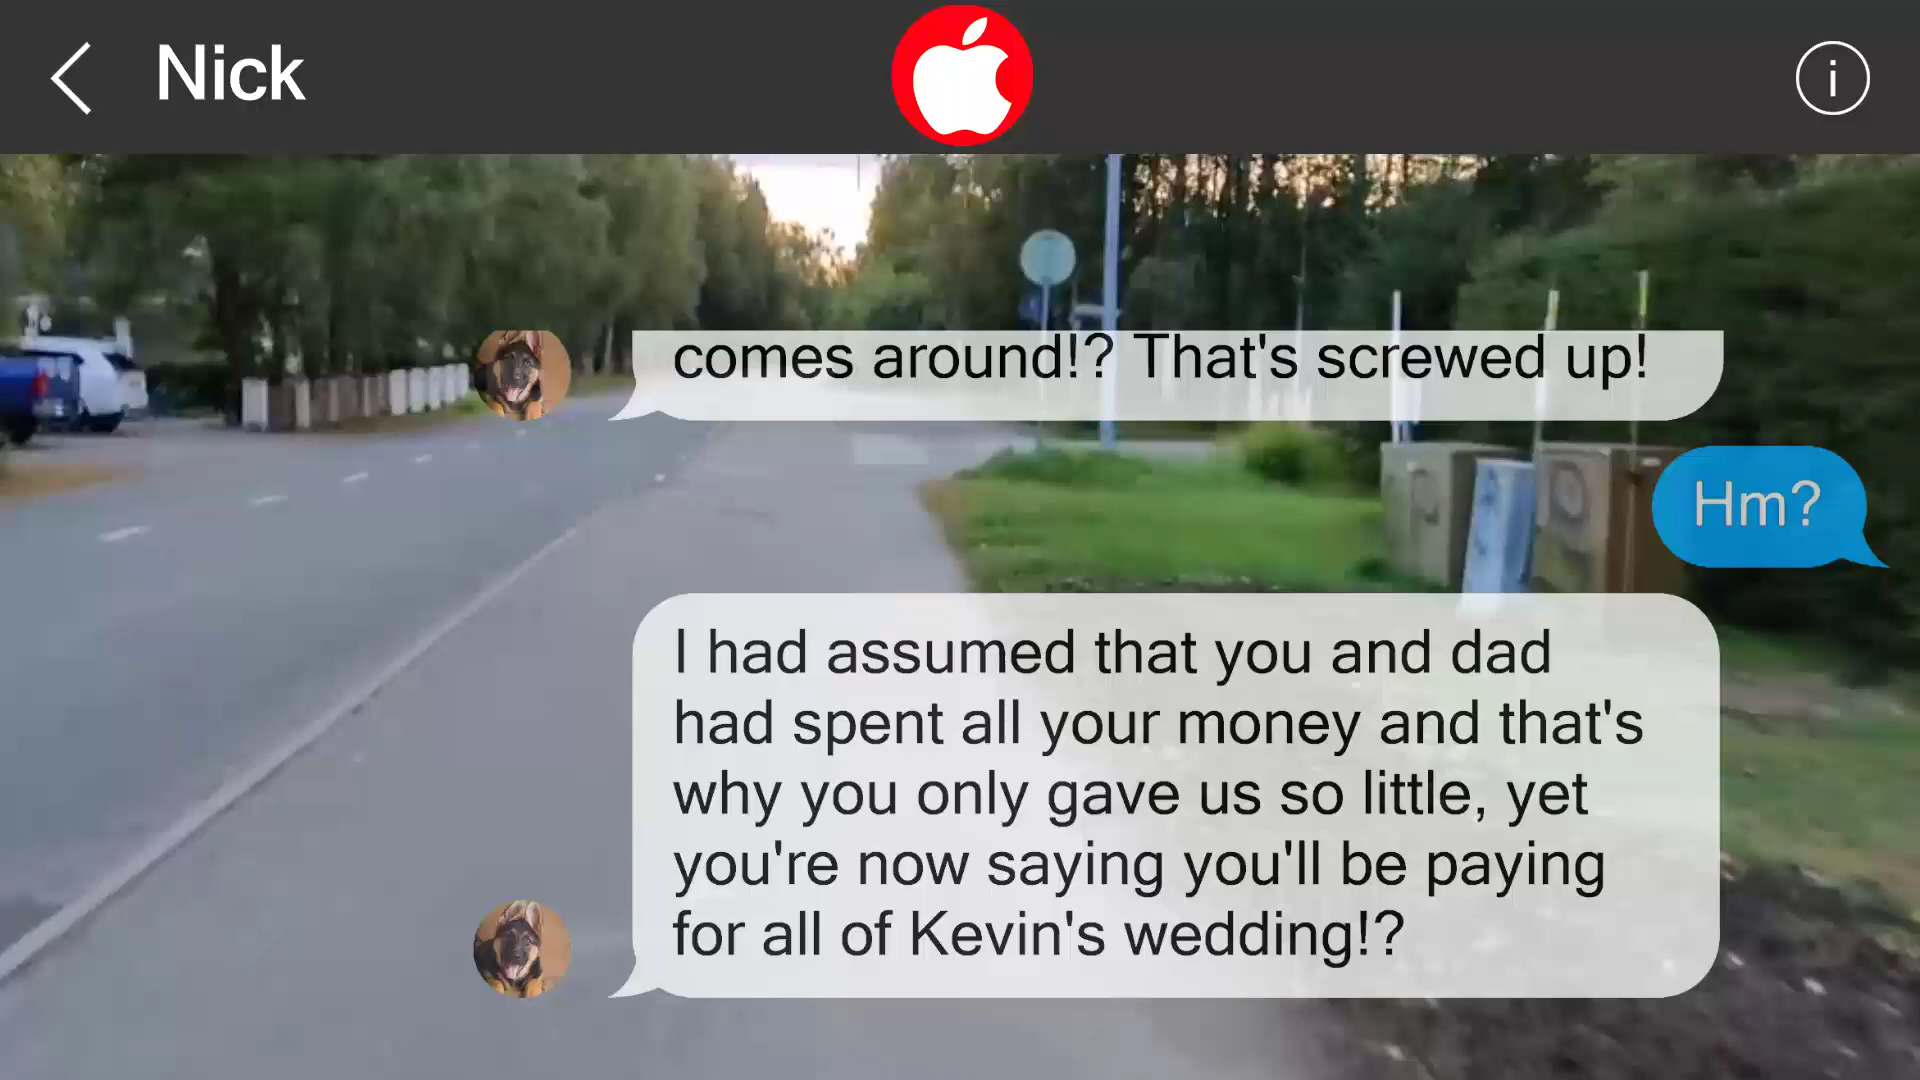 Nick
comes around!? That's screwed up!
Hm?
I had assumed that you and dad
had spent all your money and that's
why you only gave us so little, yet
you're now saying you'll be paying
for all of Kevin's wedding!?